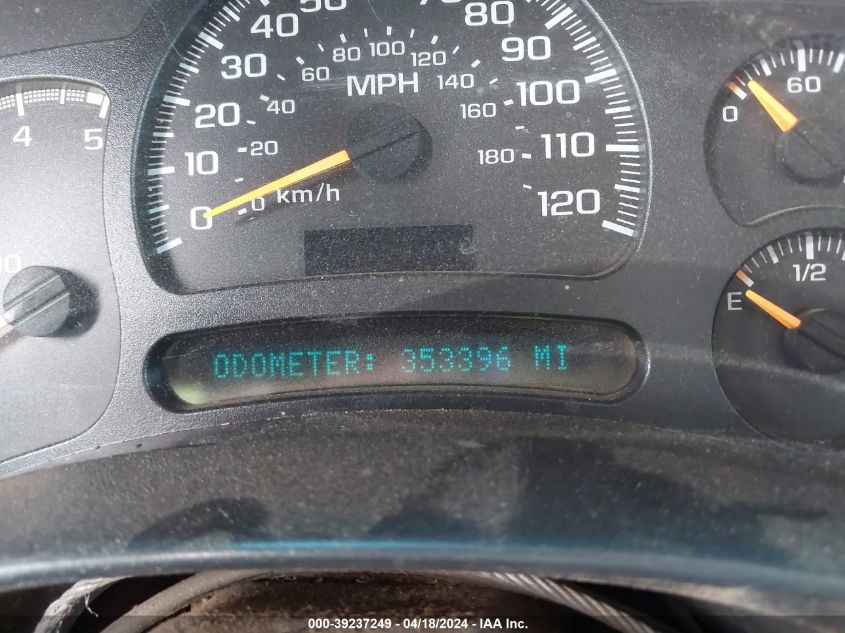 50 70
40 80
30 60 80 100 120 90
MPH 140
20 40 160 100
10 20 180 110
0 0 km/h 120
4 5
00
0 60
E 1/2
ODOMETER: 353396 MI
000-39237249 - 04/18/2024 - IAA Inc.